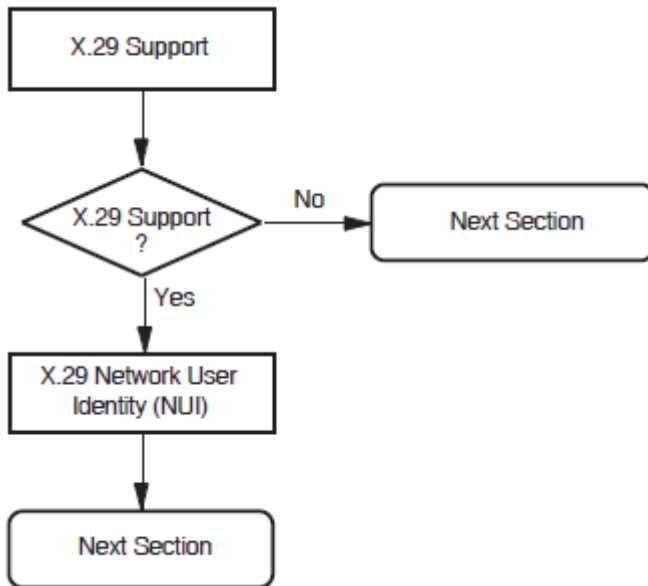 X.29 Support
X.29 Support
?
No
Next Section
Yes
X.29 Network User
Identity (NUI)
Next Section